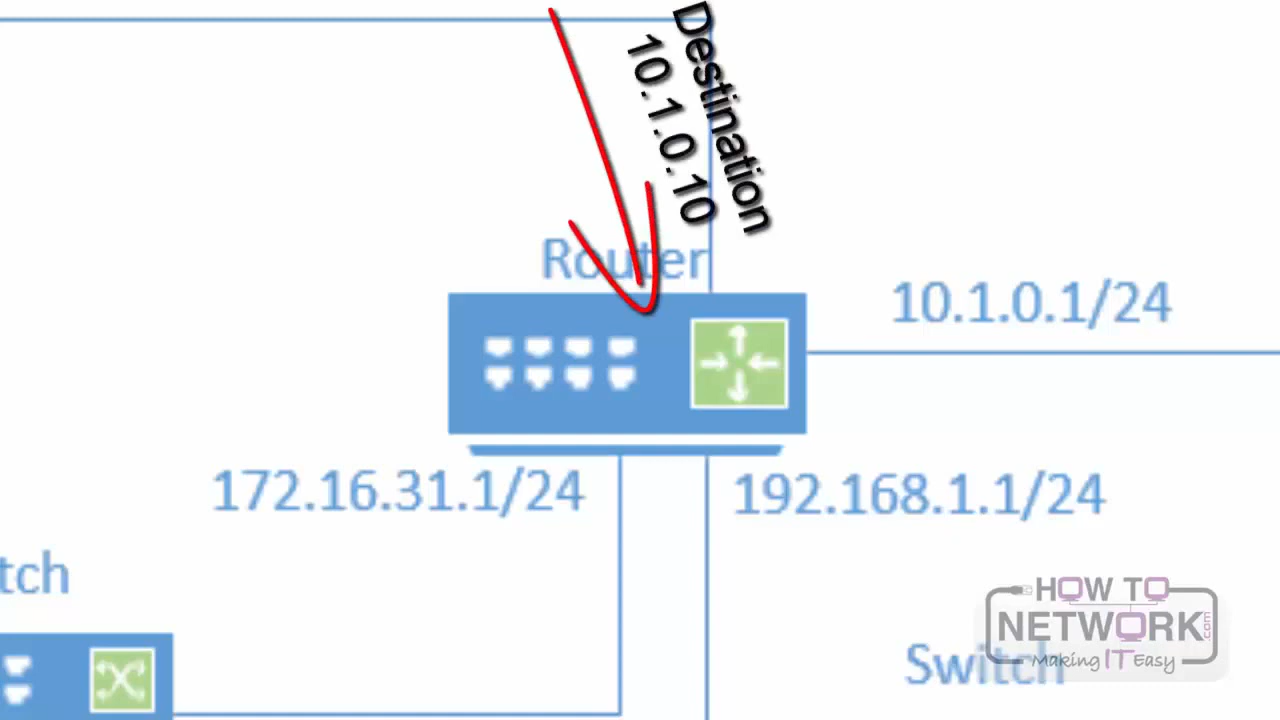 Destination
10.1.0.10
Router
10.1.0.1/24
172.16.31.1/24
192.168.1.1/24
tch
Switch
HOW TO
NETWORK.com
Making IT Easy